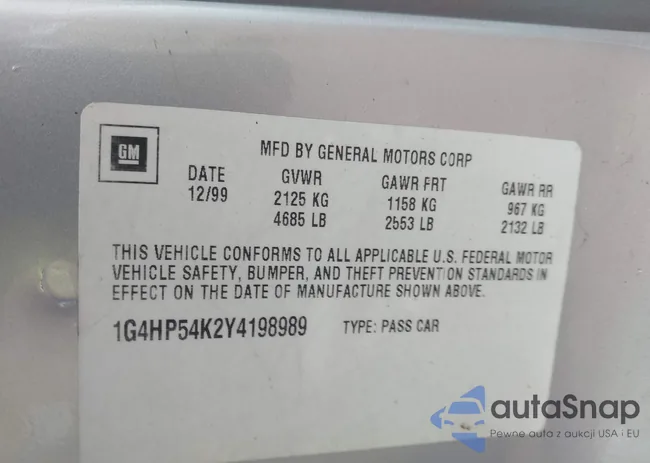 GM
MFD BY GENERAL MOTORS CORP
DATE GVWR GAWR FRT GAWR RR
12/99 2125 KG 1158 KG 967 KG
4685 LB 2553 LB 2132 LB
THIS VEHICLE CONFORMS TO ALL APPLICABLE U.S. FEDERAL MOTOR
VEHICLE SAFETY, BUMPER, AND THEFT PREVENTION STANDARDS IN
EFFECT ON THE DATE OF MANUFACTURE SHOWN ABOVE.
1G4HP54K2Y4198989 TYPE: PASS CAR
autaSnap
Pewne auta z aukcji USA i EU